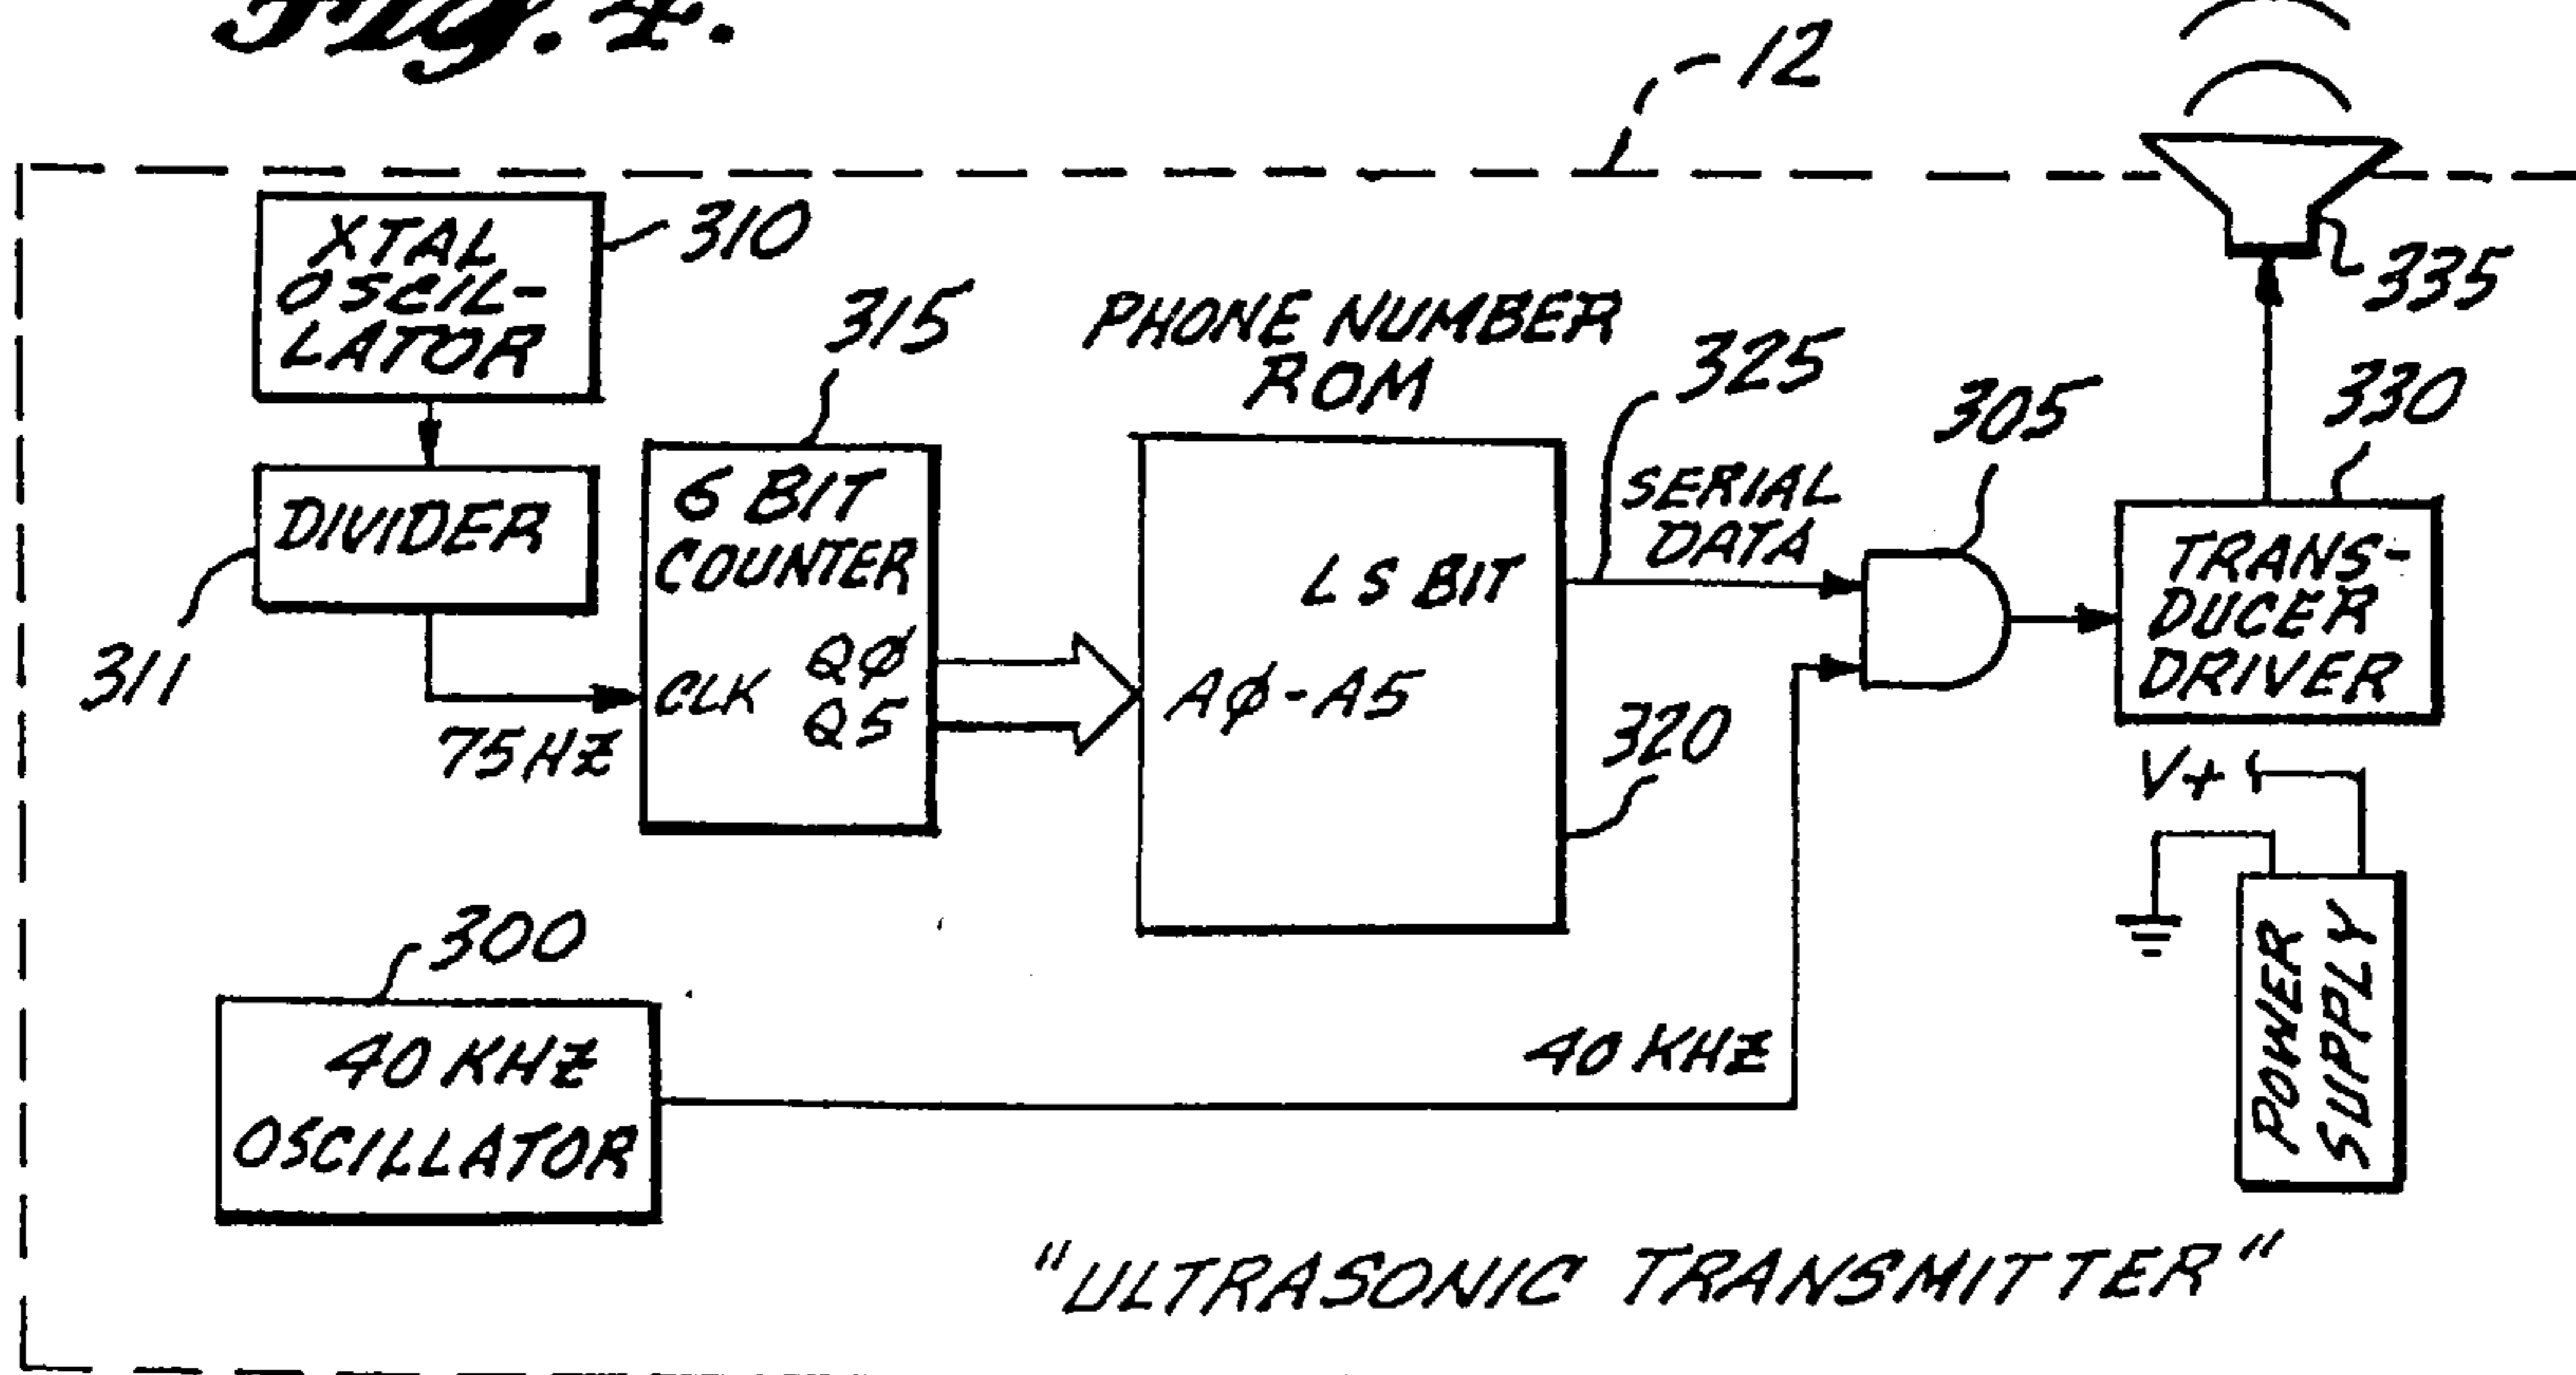 Fig. 4.
12
XTAL
OSCIL-
LATOR
310
335
315
PHONE NUMBER
ROM
325
305
330
DIVIDER
311
6 BIT
COUNTER
CLK
QØ
Q5
75HZ
LS BIT
AØ-A5
SERIAL
DATA
320
TRANS-
DUCER
DRIVER
V+
300
40 KHZ
OSCILLATOR
40 KHZ
POWER
SUPPLY
"ULTRASONIC TRANSMITTER"